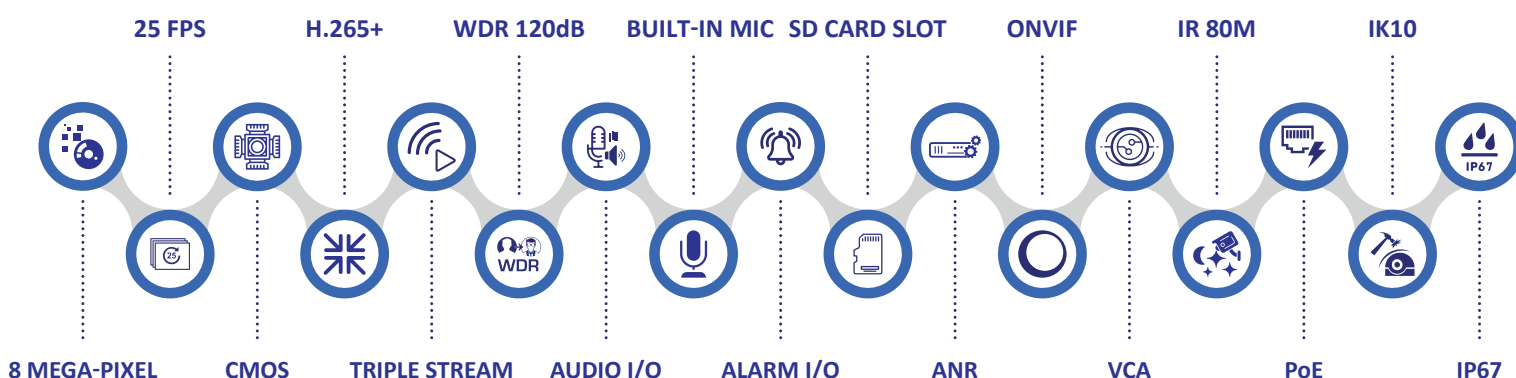 25 FPS H.265+ WDR 120dB BUILT-IN MIC SD CARD SLOT ONVIF IR 80M IK10
IP67
25
WDR
8 MEGA-PIXEL CMOS TRIPLE STREAM AUDIO I/O ALARM I/O ANR VCA PoE IP67